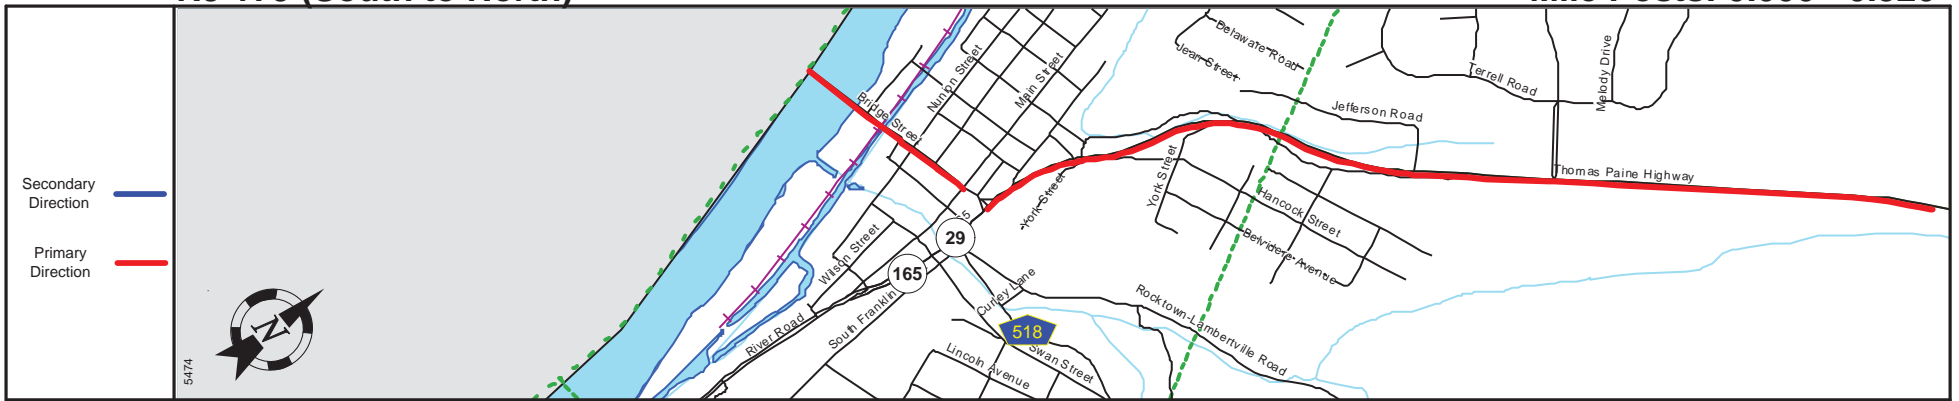 Secondary
Direction
Primary
Direction
5474
Bridge Street
Nunion Street
Main Street
Delaware Road
Jean Street
Terrell Road
Melody Drive
Jefferson Road
Thomas Paine Highway
York Street
York Street
Hancock Street
Belvidere Avenue
Wilson Street
29
165
South Franklin
River Road
Curley Lane
518
Swan Street
Lincoln Avenue
Rocktown-Lambertville Road